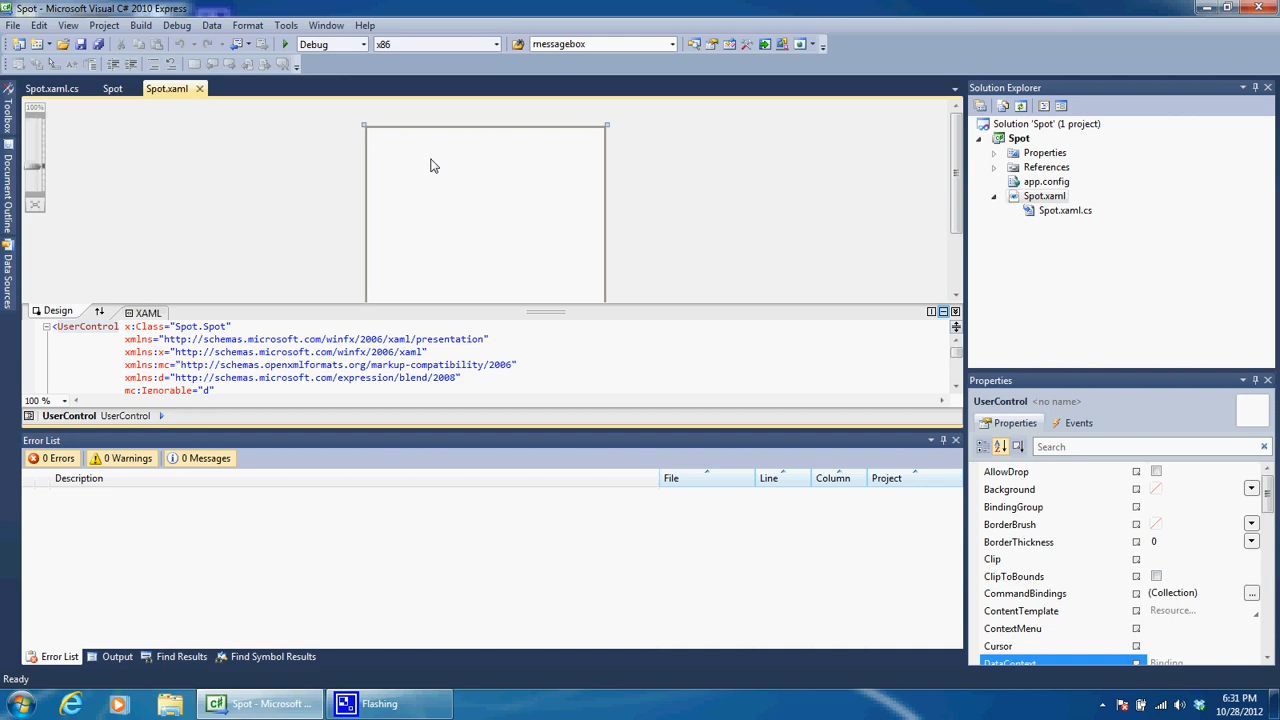 Spot - Microsoft Visual C# 2010 Express
File Edit View Project Build Debug Data Format Tools Window Help
Debug x86 messagebox
Spot.xaml.cs Spot Spot.xaml
Solution Explorer
100%
Solution 'Spot' (1 project)
Spot
Properties
References
app.config
Spot.xaml
Spot.xaml.cs
Toolbox
Document Outline
Data Sources
Design XAML
<UserControl x:Class="Spot.Spot"
xmlns="http://schemas.microsoft.com/winfx/2006/xaml/presentation"
xmlns:x="http://schemas.microsoft.com/winfx/2006/xaml"
xmlns:mc="http://schemas.openxmlformats.org/markup-compatibility/2006"
xmlns:d="http://schemas.microsoft.com/expression/blend/2008"
mc:Ignorable="d"
100 %
UserControl UserControl
Error List
0 Errors 0 Warnings 0 Messages
Description File Line Column Project
Properties
UserControl <no name>
Properties Events
Search
AllowDrop
Background
BindingGroup
BorderBrush
BorderThickness 0
Clip
ClipToBounds
CommandBindings (Collection) ...
ContentTemplate Resource...
ContextMenu
Cursor
DataContext Binding
Error List Output Find Results Find Symbol Results
Ready
C# Spot - Microsoft ... Flashing
6:31 PM
10/28/2012